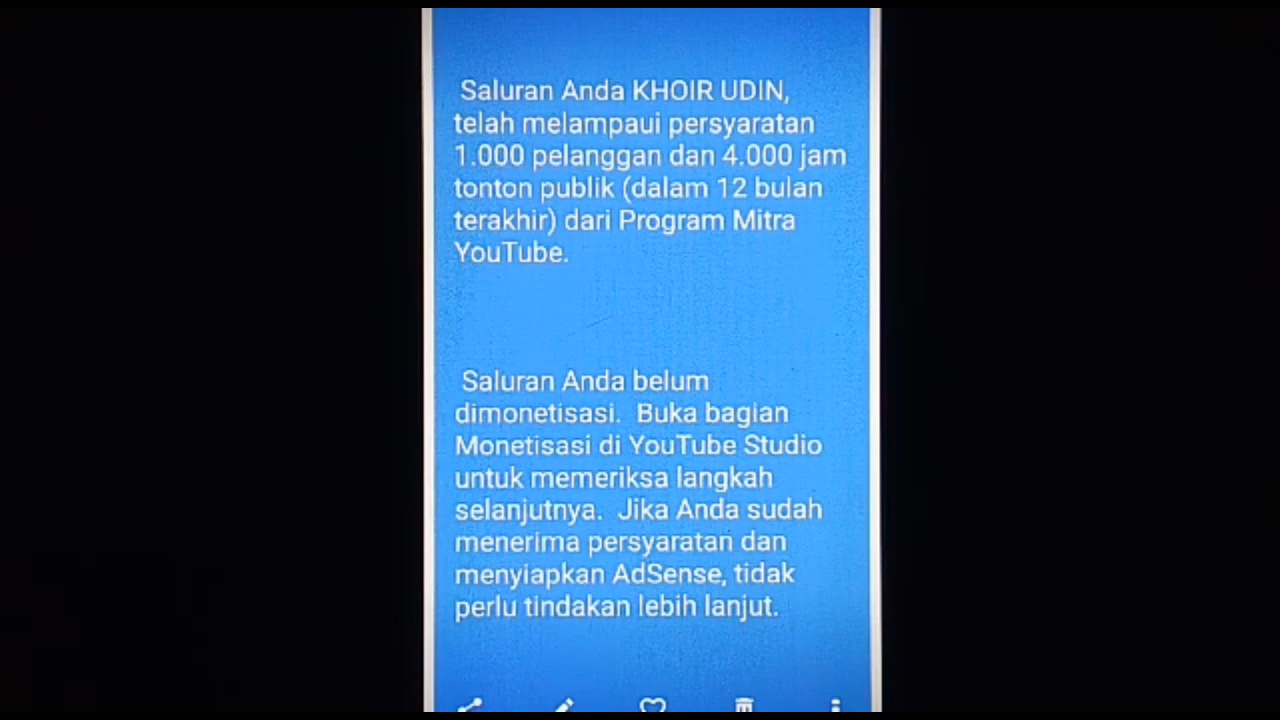 Saluran Anda KHOIR UDIN,
telah melampaui persyaratan
1.000 pelanggan dan 4.000 jam
tonton publik (dalam 12 bulan
terakhir) dari Program Mitra
YouTube.
Saluran Anda belum
dimonetisasi. Buka bagian
Monetisasi di YouTube Studio
untuk memeriksa langkah
selanjutnya. Jika Anda sudah
menerima persyaratan dan
menyiapkan AdSense, tidak
perlu tindakan lebih lanjut.